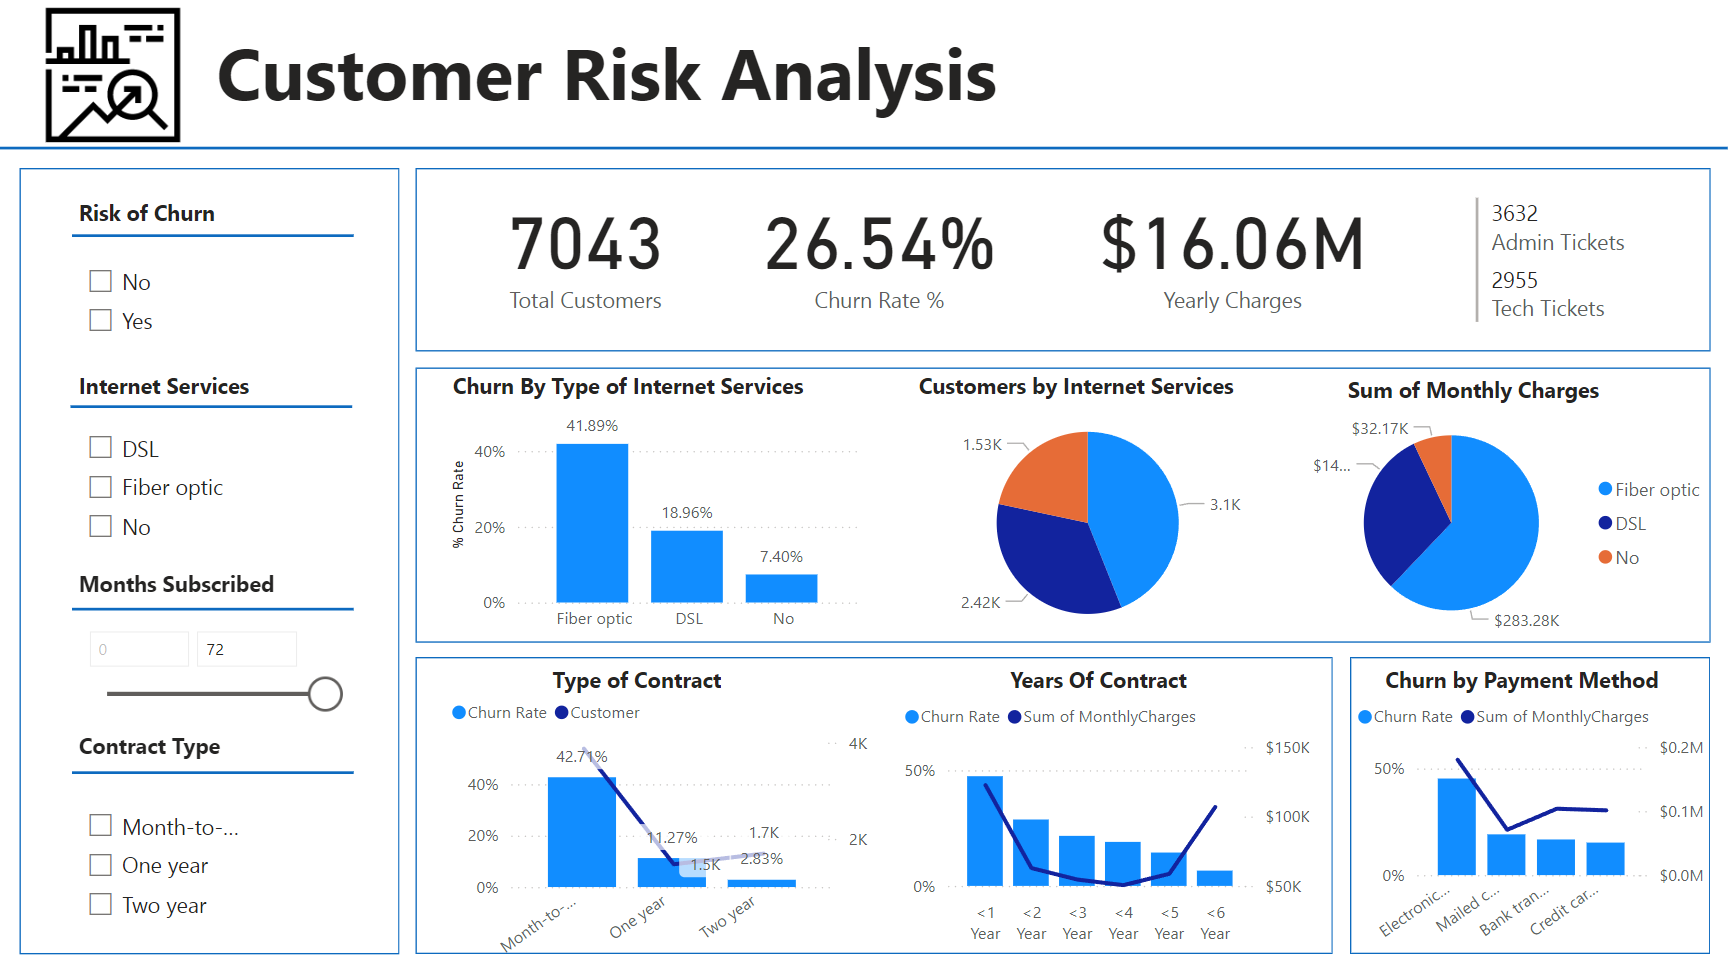 Customer Risk Analysis
Risk of Churn
No
Yes
Internet Services
DSL
Fiber optic
No
Months Subscribed
0
72
Contract Type
Month-to-...
One year
Two year
7043
Total Customers
26.54%
Churn Rate %
$16.06M
Yearly Charges
3632
Admin Tickets
2955
Tech Tickets
Churn By Type of Internet Services
% Churn Rate
40%
20%
0%
41.89%
18.96%
7.40%
Fiber optic
DSL
No
Customers by Internet Services
1.53K
3.1K
2.42K
Sum of Monthly Charges
$32.17K
$14...
$283.28K
Fiber optic
DSL
No
Type of Contract
Churn Rate
Customer
40%
20%
0%
4K
2K
42.71%
11.27%
1.5K
1.7K
2.83%
Month-to-...
One year
Two year
Years Of Contract
Churn Rate
Sum of MonthlyCharges
50%
0%
$150K
$100K
$50K
<1 Year
<2 Year
<3 Year
<4 Year
<5 Year
<6 Year
Churn by Payment Method
Churn Rate
Sum of MonthlyCharges
50%
0%
$0.2M
$0.1M
$0.0M
Electronic...
Mailed c...
Bank tran...
Credit car...